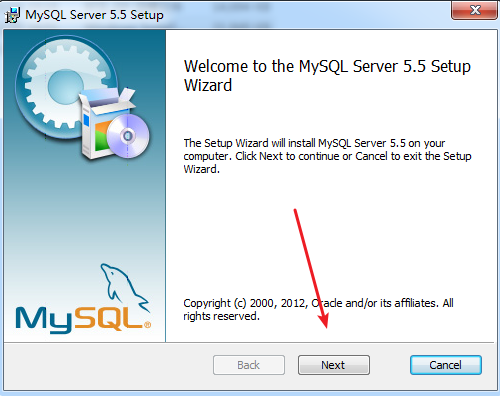 MySQL Server 5.5 Setup
Welcome to the MySQL Server 5.5 Setup
Wizard
The Setup Wizard will install MySQL Server 5.5 on your
computer. Click Next to continue or Cancel to exit the Setup
Wizard.
MySQL®
Copyright (c) 2000, 2012, Oracle and/or its affiliates. All
rights reserved.
Back
Next
Cancel